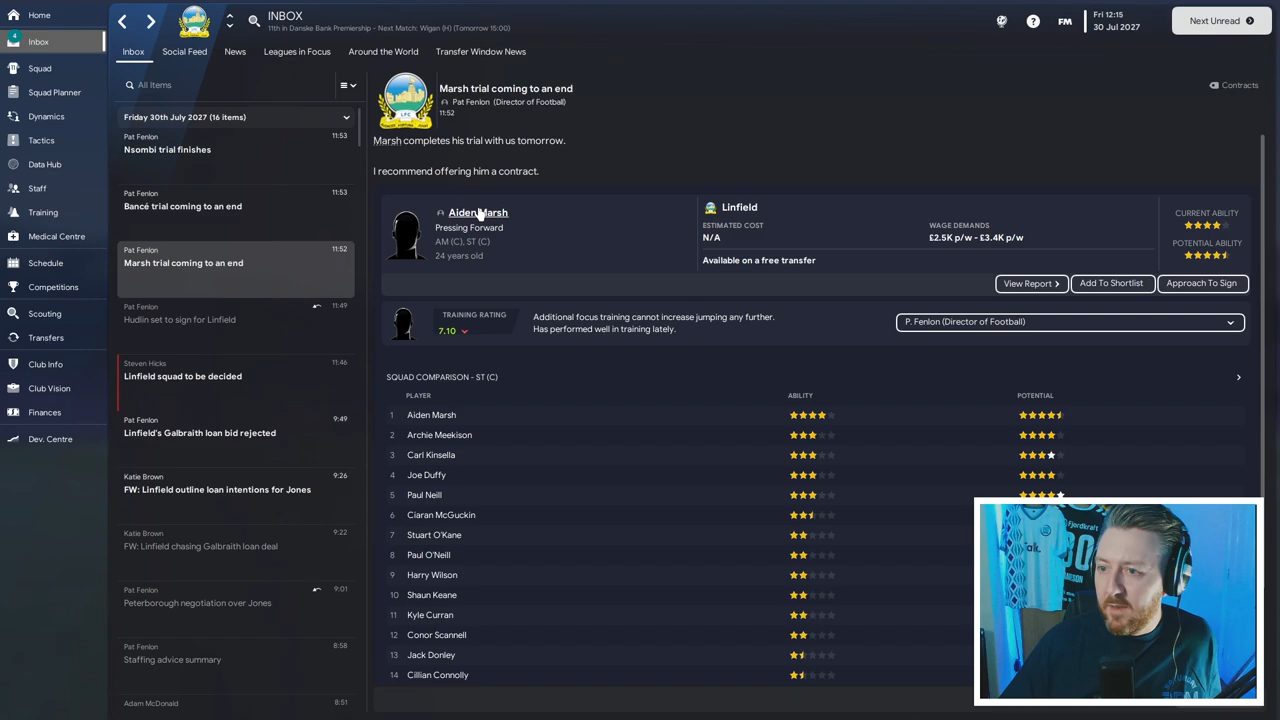 Home
INBOX
11th in Danske Bank Premiership - Next Match: Wigan (H) (Tomorrow 15:00)
FM
Fri 12:15
30 Jul 2027
Next Unread
4
Inbox
Squad
Squad Planner
Dynamics
Tactics
Data Hub
Staff
Training
Medical Centre
Schedule
Competitions
Scouting
Transfers
Club Info
Club Vision
Finances
Dev. Centre
Inbox
Social Feed
News
Leagues in Focus
Around the World
Transfer Window News
All Items
Friday 30th July 2027 (16 items)
Pat Fenlon 11:53
Nsombi trial finishes
Pat Fenlon 11:53
Bancé trial coming to an end
Pat Fenlon 11:52
Marsh trial coming to an end
Pat Fenlon 11:49
Hudlin set to sign for Linfield
Steven Hicks 11:46
Linfield squad to be decided
Pat Fenlon 9:49
Linfield's Galbraith loan bid rejected
Katie Brown 9:26
FW: Linfield outline loan intentions for Jones
Katie Brown 9:22
FW: Linfield chasing Galbraith loan deal
Pat Fenlon 9:01
Peterborough negotiation over Jones
Pat Fenlon 8:58
Staffing advice summary
Adam McDonald 8:51
LFC
Marsh trial coming to an end
Pat Fenlon (Director of Football)
11:52
Contracts
Marsh completes his trial with us tomorrow.
I recommend offering him a contract.
Aiden Marsh
Pressing Forward
AM (C), ST (C)
24 years old
Linfield
ESTIMATED COST
N/A
WAGE DEMANDS
£2.5K p/w - £3.4K p/w
Available on a free transfer
CURRENT ABILITY
POTENTIAL ABILITY
View Report
Add To Shortlist
Approach To Sign
TRAINING RATING
7.10
Additional focus training cannot increase jumping any further.
Has performed well in training lately.
P. Fenlon (Director of Football)
SQUAD COMPARISON - ST (C)
PLAYER ABILITY POTENTIAL
1 Aiden Marsh
2 Archie Meekison
3 Carl Kinsella
4 Joe Duffy
5 Paul Neill
6 Ciaran McGuckin
7 Stuart O'Kane
8 Paul O'Neill
9 Harry Wilson
10 Shaun Keane
11 Kyle Curran
12 Conor Scannell
13 Jack Donley
14 Cillian Connolly